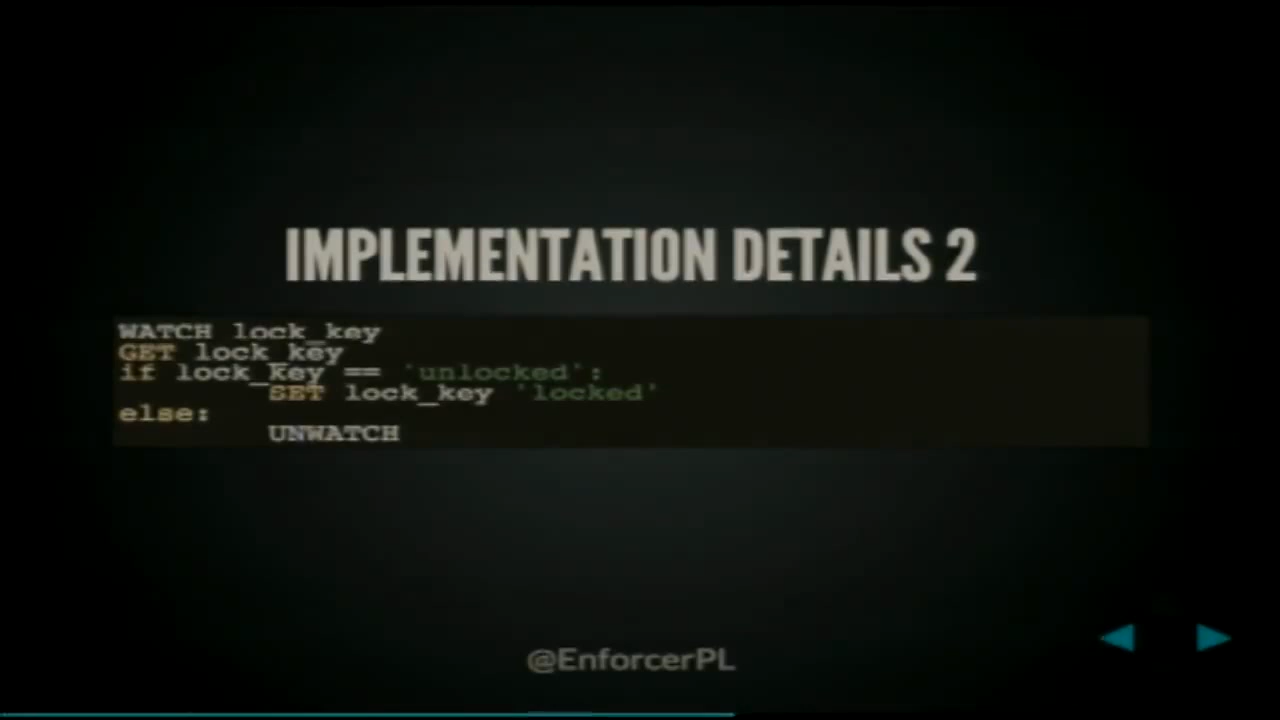 IMPLEMENTATION DETAILS 2
WATCH lock_key
GET lock_key
if lock_key == 'unlocked':
        SET lock_key 'locked'
else:
        UNWATCH
@EnforcerPL